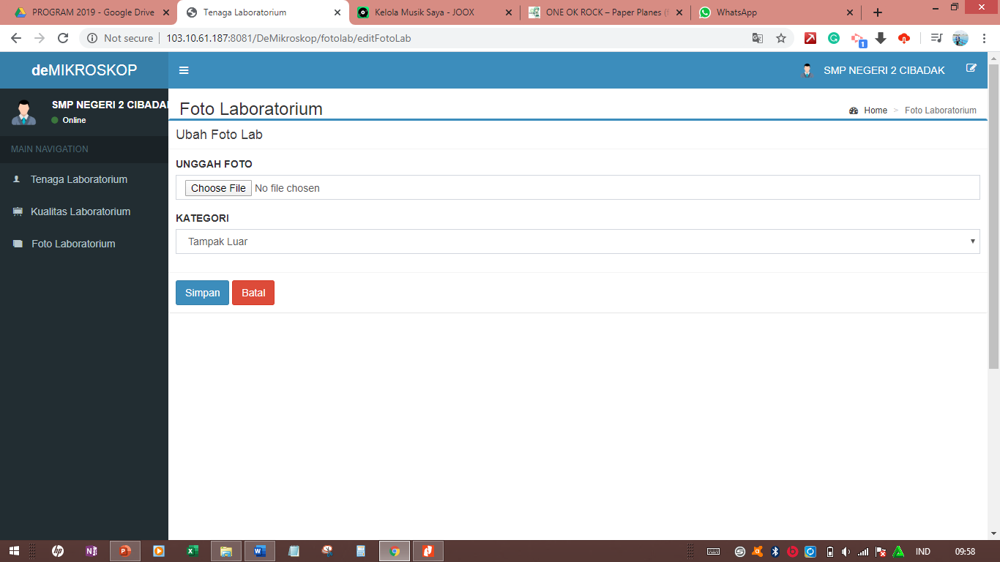 PROGRAM 2019 - Google Drive
Tenaga Laboratorium
Kelola Musik Saya - JOOX
ONE OK ROCK – Paper Planes (f
WhatsApp
Not secure
103.10.61.187:8081/DeMikroskop/fotolab/editFotoLab
1
deMIKROSKOP
SMP NEGERI 2 CIBADAK
SMP NEGERI 2 CIBADAK
Online
Foto Laboratorium
Home > Foto Laboratorium
MAIN NAVIGATION
Tenaga Laboratorium
Kualitas Laboratorium
Foto Laboratorium
Ubah Foto Lab
UNGGAH FOTO
Choose File No file chosen
KATEGORI
Tampak Luar
Simpan Batal
IND
09:58